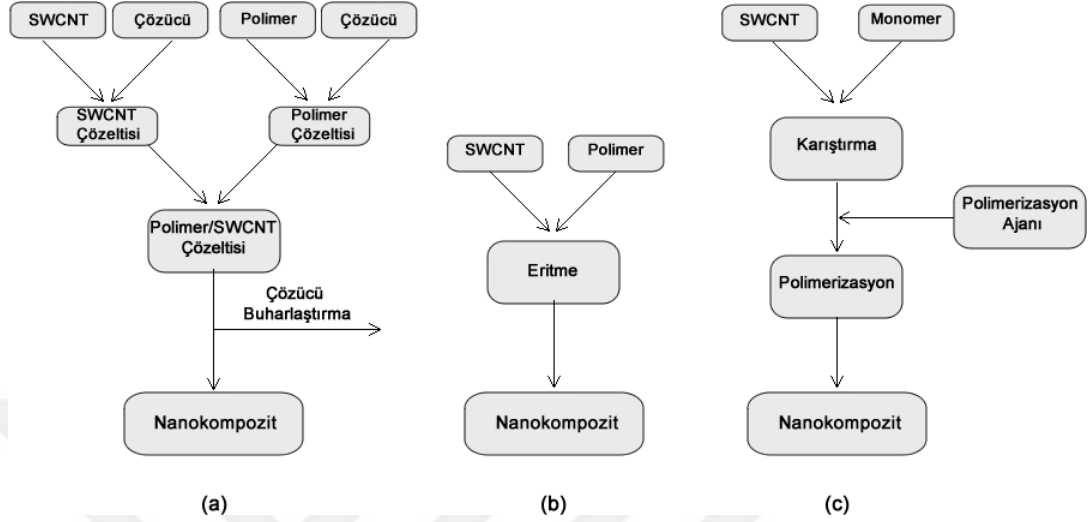 SWCNT
Çözücü
Polimer
Çözücü
SWCNT
Çözeltisi
Polimer
Çözeltisi
Polimer/SWCNT
Çözeltisi
Çözücü
Buharlaştırma
Nanokompozit
(a)
SWCNT
Polimer
Eritme
Nanokompozit
(b)
SWCNT
Monomer
Karıştırma
Polimerizasyon
Ajanı
Polimerizasyon
Nanokompozit
(c)